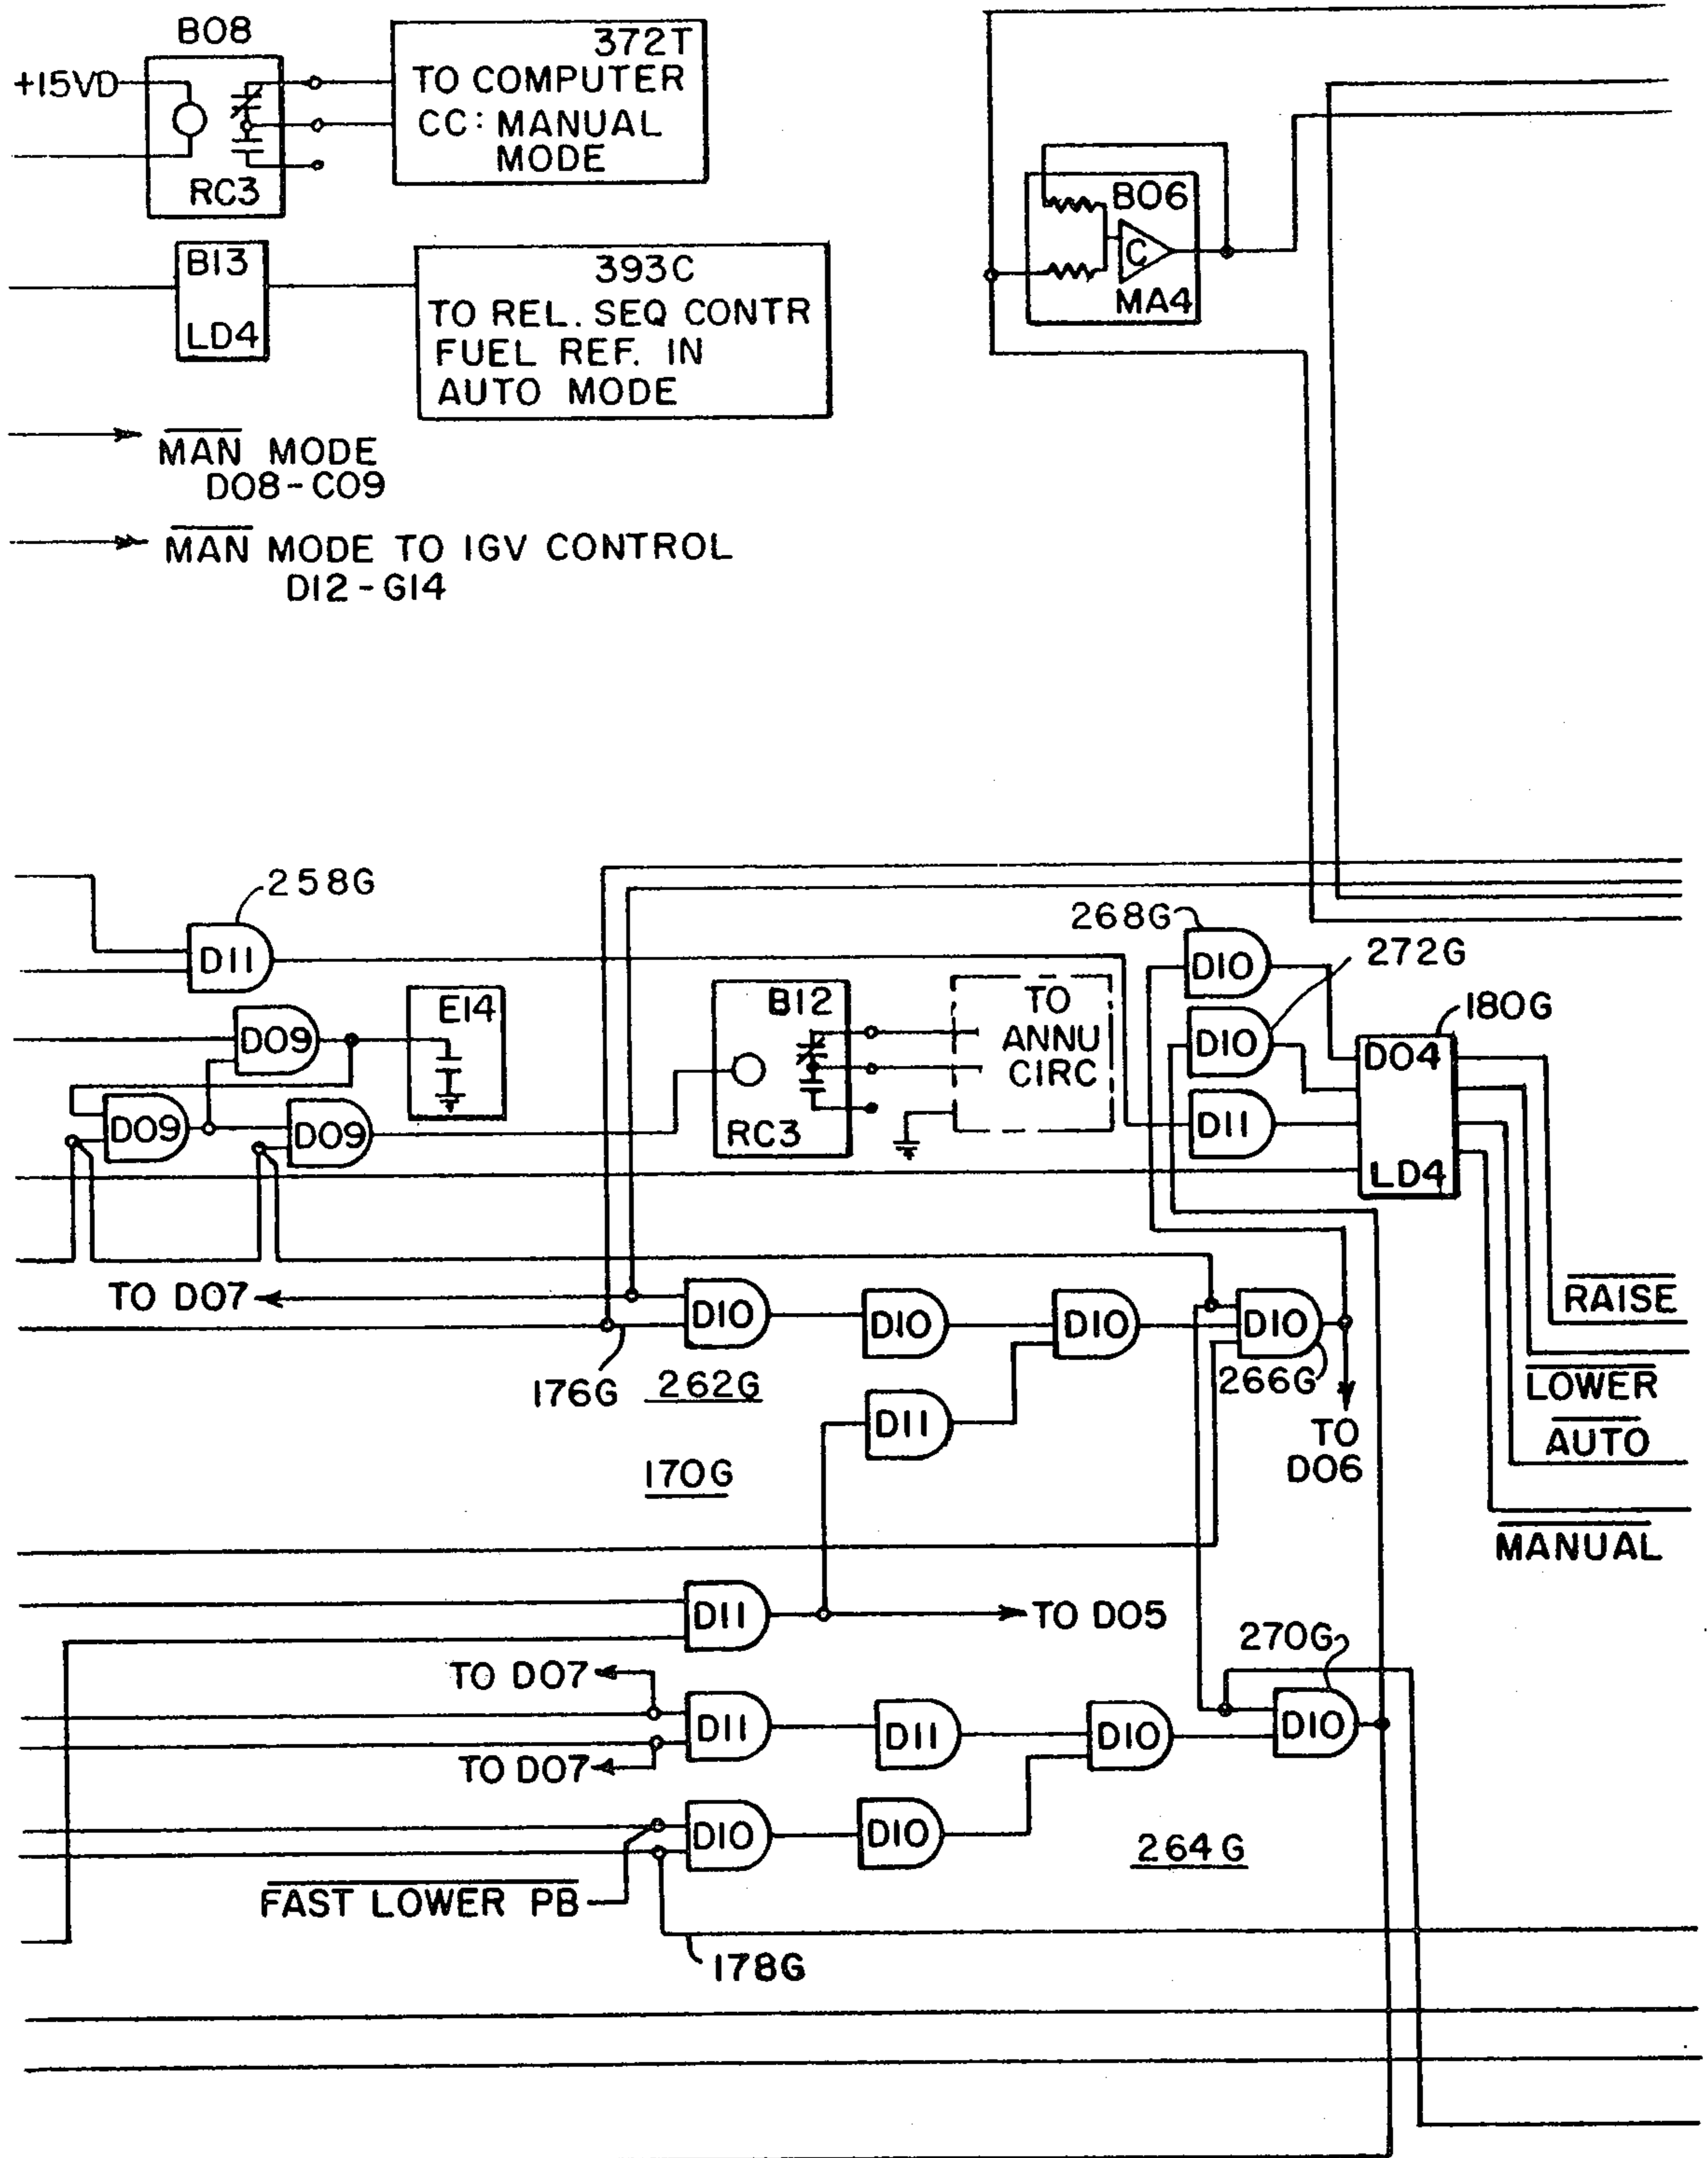 B08
+15VD
RC3
372T
TO COMPUTER
CC: MANUAL
MODE
B13
LD4
393C
TO REL. SEQ CONTR
FUEL REF. IN
AUTO MODE
MAN MODE
D08-C09
MAN MODE TO IGV CONTROL
D12-G14
B06
C
MA4
258G
D11
D09
E14
D09
D09
B12
RC3
TO
ANNU
CIRC
268G
D10
272G
D10
D11
180G
D04
LD4
TO D07
D10
D10
D10
D10
176G
262G
266G
D11
TO
D06
170G
RAISE
LOWER
AUTO
MANUAL
D11
TO D05
TO D07
D11
D11
D10
270G
D10
TO D07
D10
D10
264G
FAST LOWER PB
178G